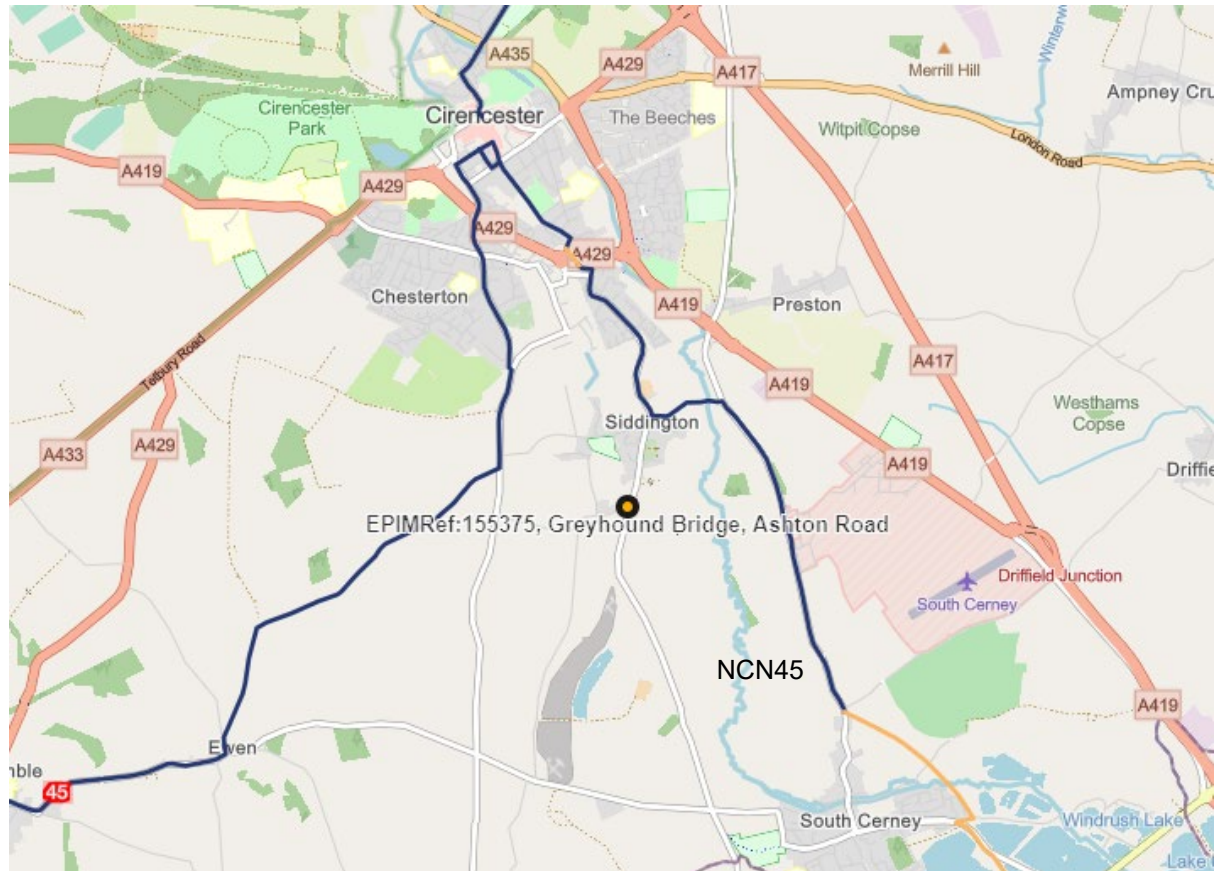 A435
A429
A417
Merrill Hill
Winterw
Ampney Cru
Cirencester
Park
Cirencester
The Beeches
Witpit Copse
London Road
A419
A429
A429
A429
Chesterton
A419
Preston
Tetbury Road
A417
A419
Westhams
Copse
Siddington
A433
A429
A419
Driffie
EPIMRef:155375, Greyhound Bridge, Ashton Road
Driffield Junction
South Cerney
NCN45
A419
Ewen
mble
45
South Cerney
Windrush Lake
Lake